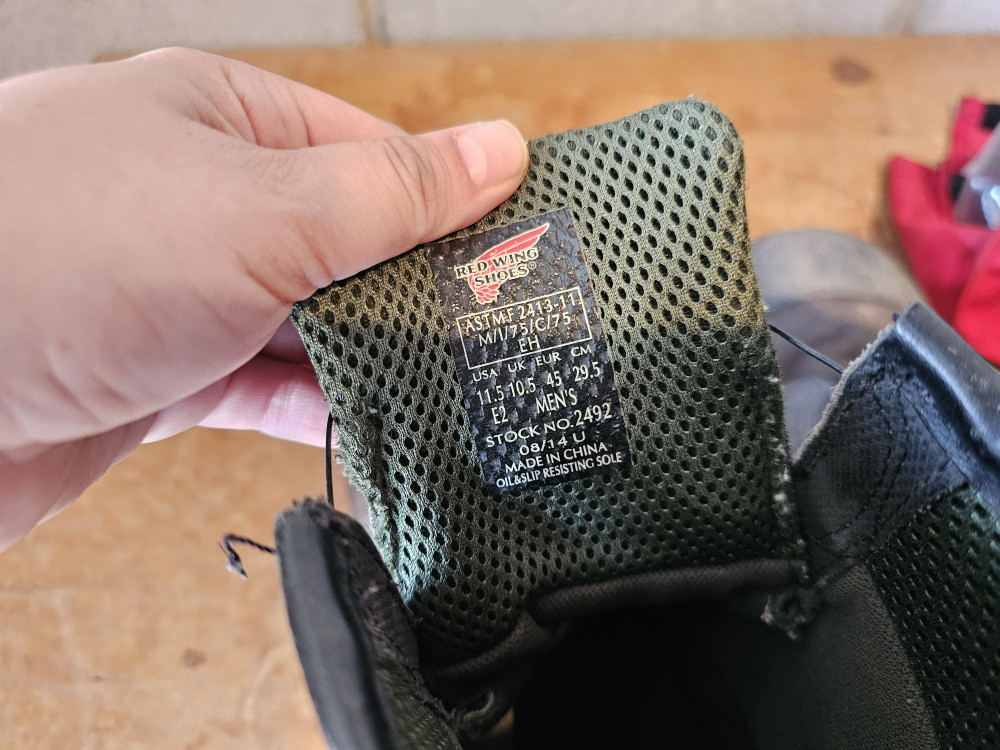 RED WING
SHOES®
ASTM F 2413-11
M/I/75/C/75
EH
USA UK EUR CM
11.5 10.5 45 29.5
E2 MEN'S
STOCK NO.2492
08/14 U
MADE IN CHINA
OIL&SLIP RESISTING SOLE